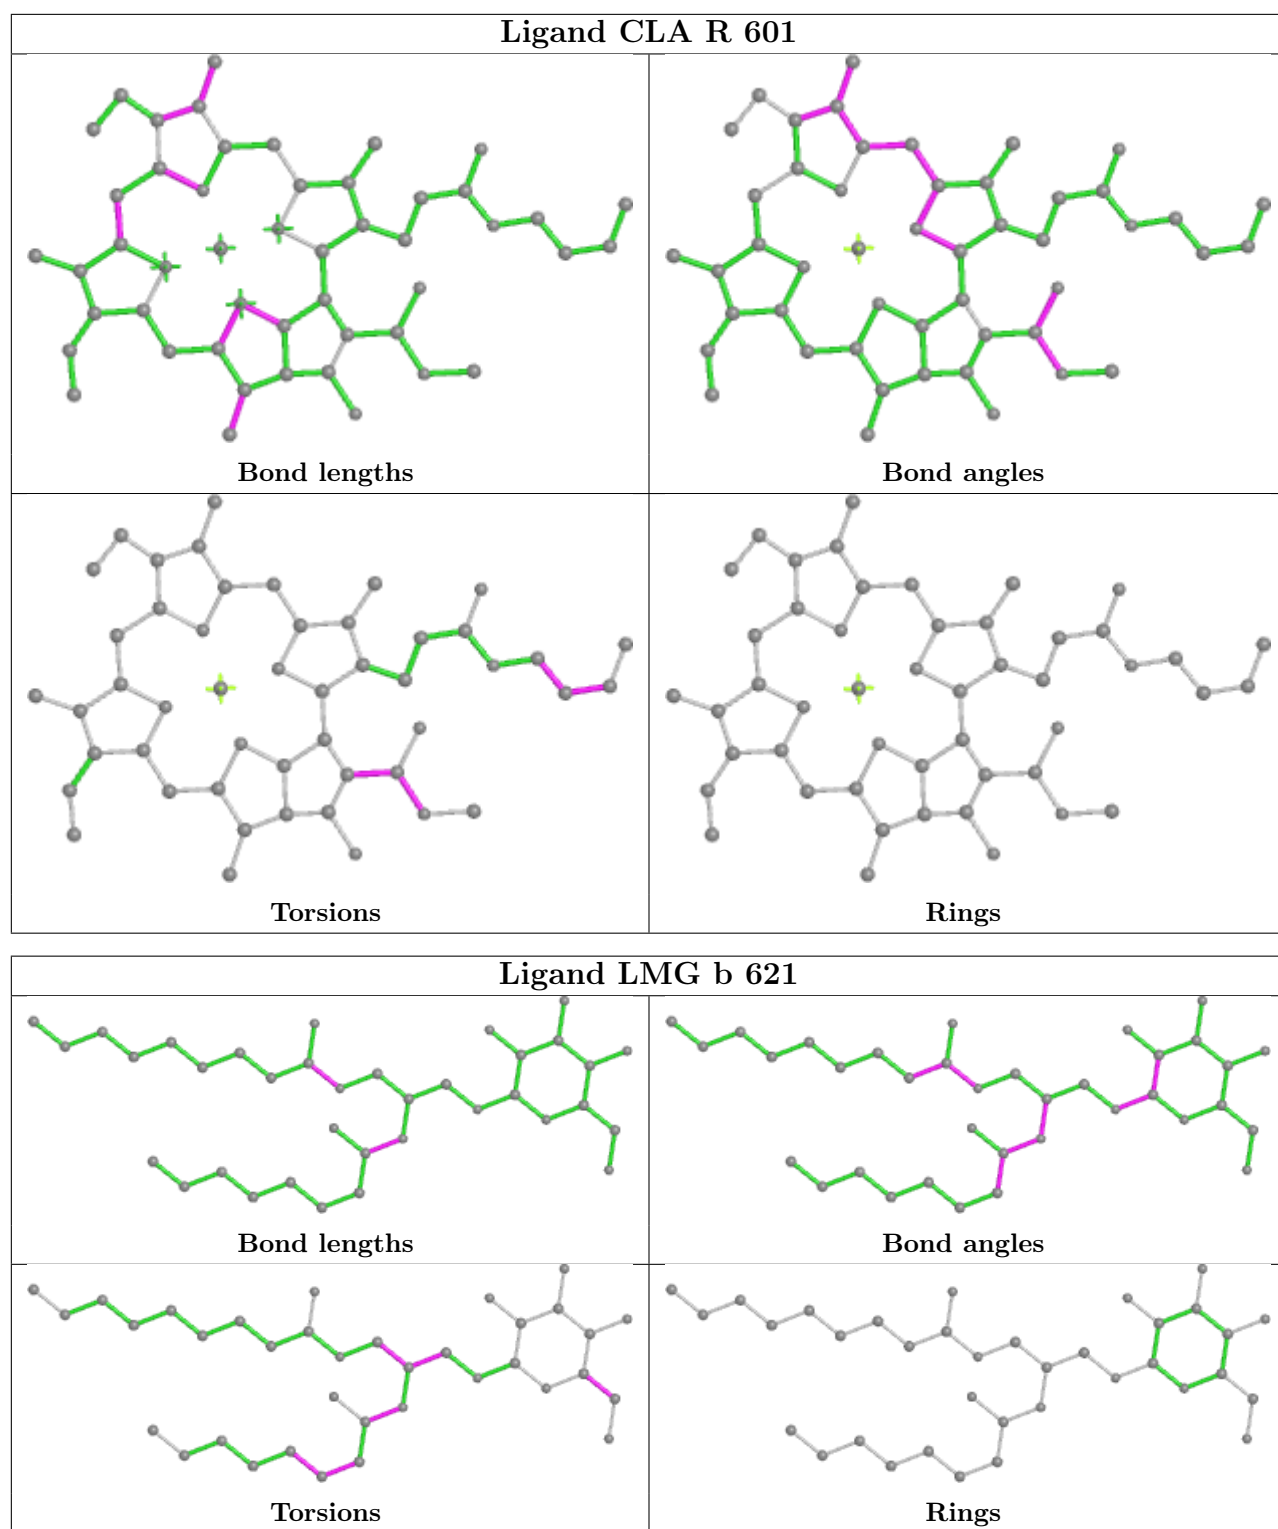 Ligand CLA R 601
Bond lengths
Bond angles
Torsions
Rings
Ligand LMG b 621
Bond lengths
Bond angles
Torsions
Rings